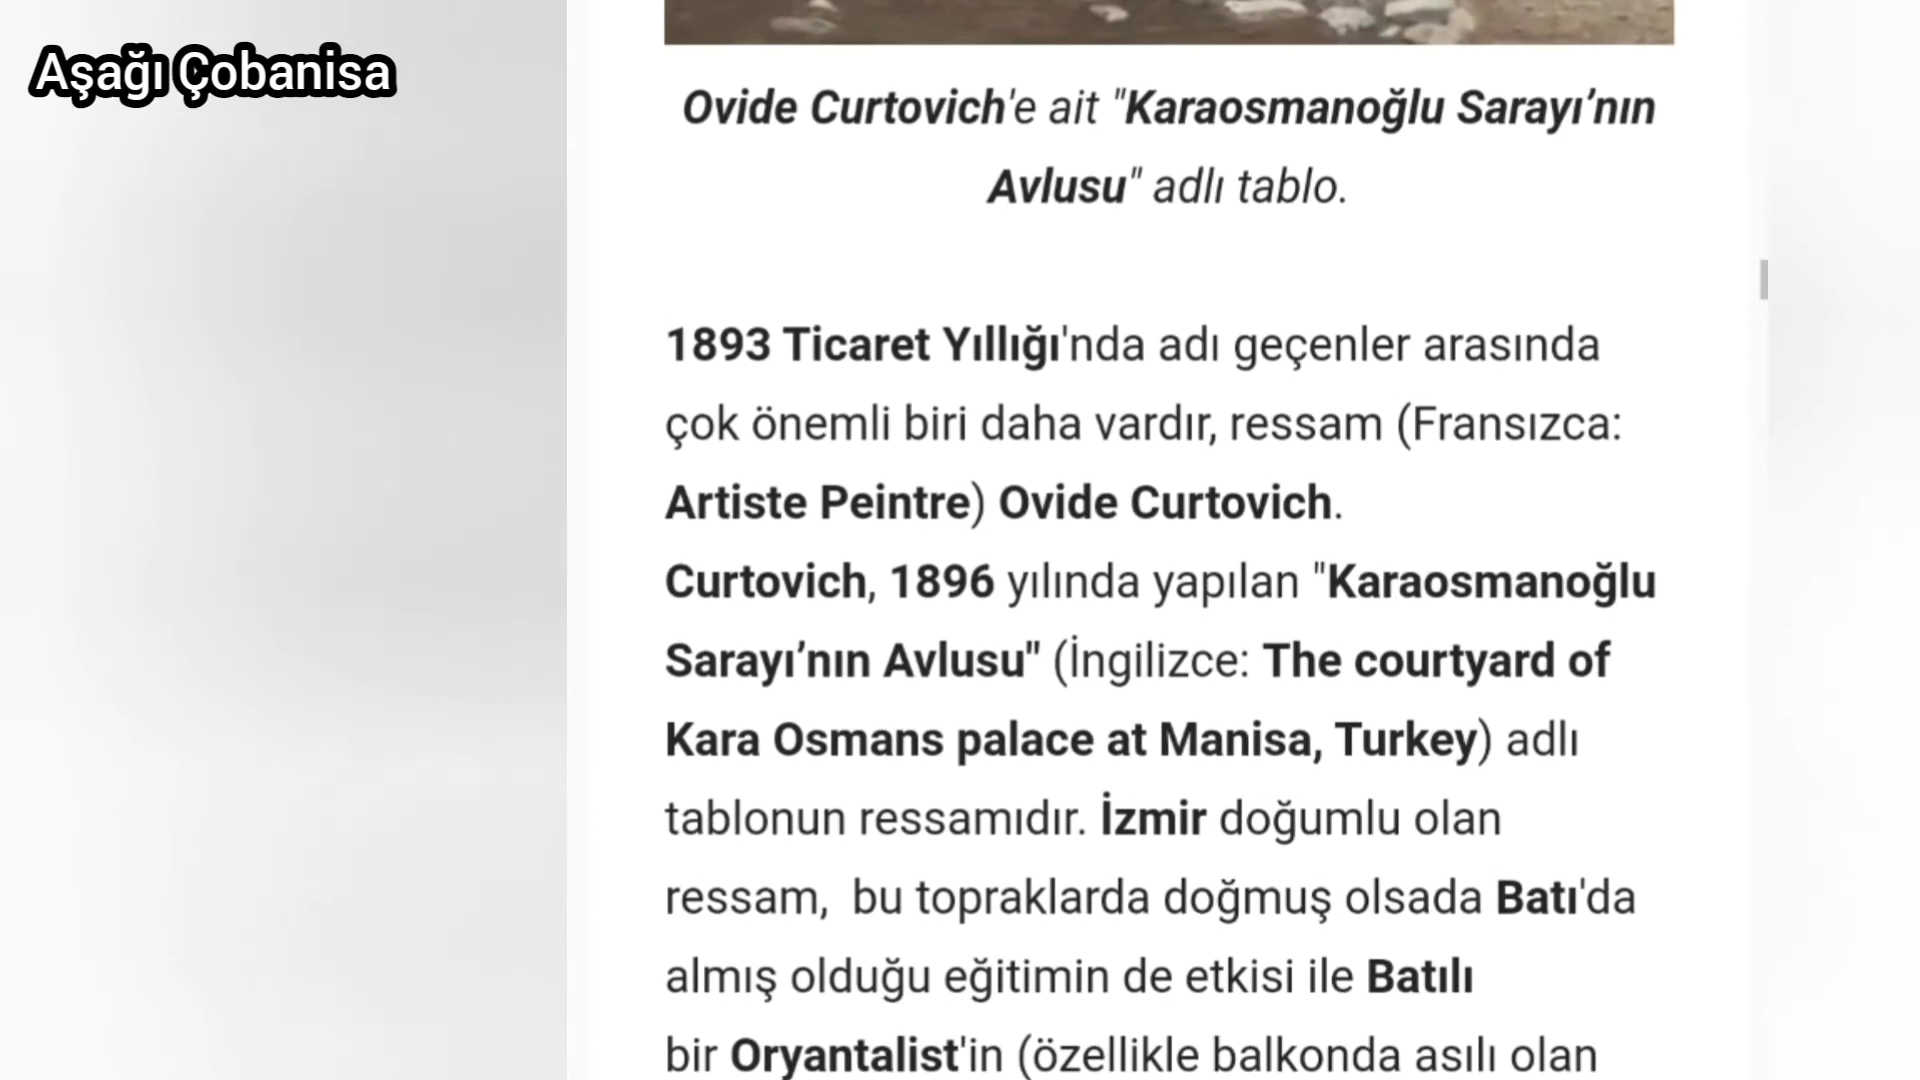 Aşağı Çobanisa
Ovide Curtovich'e ait "Karaosmanoğlu Sarayı’nın
Avlusu" adlı tablo.
1893 Ticaret Yıllığı'nda adı geçenler arasında
çok önemli biri daha vardır, ressam (Fransızca:
Artiste Peintre) Ovide Curtovich.
Curtovich, 1896 yılında yapılan "Karaosmanoğlu
Sarayı’nın Avlusu" (İngilizce: The courtyard of
Kara Osmans palace at Manisa, Turkey) adlı
tablonun ressamıdır. İzmir doğumlu olan
ressam,  bu topraklarda doğmuş olsada Batı'da
almış olduğu eğitimin de etkisi ile Batılı
bir Oryantalist'in (özellikle balkonda asılı olan